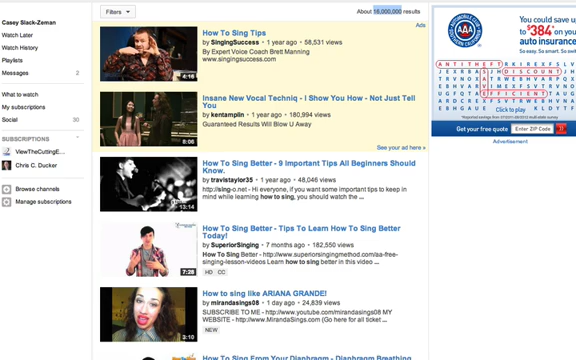 Casey Slack-Zeman
Watch Later
Watch History
Playlists
Messages 2
What to watch
My subscriptions
Social 30
SUBSCRIPTIONS
ViewTheCuttingE...
Chris C. Ducker
Browse channels
Manage subscriptions
Filters
About 16,000,000 results
Ads
4:16
How To Sing Tips
by SingingSuccess • 1 year ago • 58,531 views
By Expert Voice Coach Brett Manning
www.singingsuccess.com
8:06
Insane New Vocal Techniq - I Show You How - Not Just Tell
You
by kentamplin • 1 year ago • 180,994 views
Guaranteed Results Will Blow U Away
See your ad here »
13:14
How To Sing Better - 9 Important Tips All Beginners Should
Know.
by travistaylor35 • 1 year ago • 48,046 views
http://sing-o.net - Hi everyone, if you want some important tips to keep in
mind while learning how to sing, you should watch the ...
7:28
How To Sing Better - Tips To Learn How To Sing Better
Today!
by SuperiorSinging • 7 months ago • 182,550 views
How To Sing Better - http://www.superiorsingingmethod.com/aa-free-
singing-lesson-videos Learn how to sing better in this video ...
HD CC
3:10
How to sing like ARIANA GRANDE!
by mirandasings08 • 1 day ago • 24,839 views
SUBSCRIBE TO ME - http://www.youtube.com/mirandasings08 MY
WEBSITE - http://www.MirandaSings.com (Go here for all ticket ...
NEW
How To Sing From Your Diaphragm - Diaphragm Breathing
AAA
You could save u
to $384* on you
auto insurance
So easy. So switch
Click to play
Get your free quote Enter ZIP Code
Advertisement